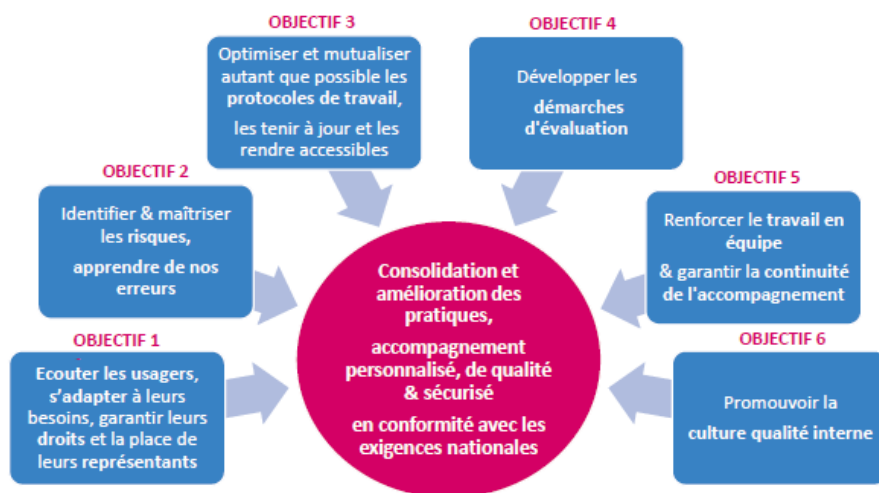 OBJECTIF 3
Optimiser et mutualiser
autant que possible les
protocoles de travail,
les tenir à jour et les
rendre accessibles
OBJECTIF 4
Développer les
démarches
d'évaluation
OBJECTIF 2
Identifier & maîtriser
les risques,
apprendre de nos
erreurs
OBJECTIF 5
Renforcer le travail en
équipe
& garantir la continuité
de l'accompagnement
OBJECTIF 1
Ecouter les usagers,
s'adapter à leurs
besoins, garantir leurs
droits et la place de
leurs représentants
Consolidation et
amélioration des
pratiques,
accompagnement
personnalisé, de qualité
& sécurisé
en conformité avec les
exigences nationales
OBJECTIF 6
Promouvoir la
culture qualité interne